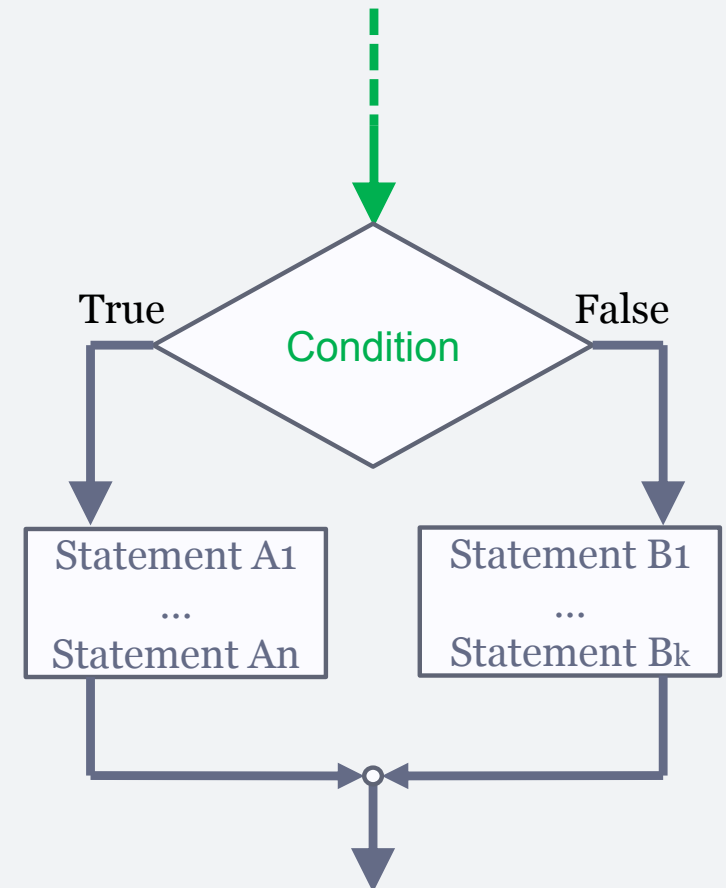 True
False
Condition
Statement A1
...
Statement An
Statement B1
...
Statement Bk